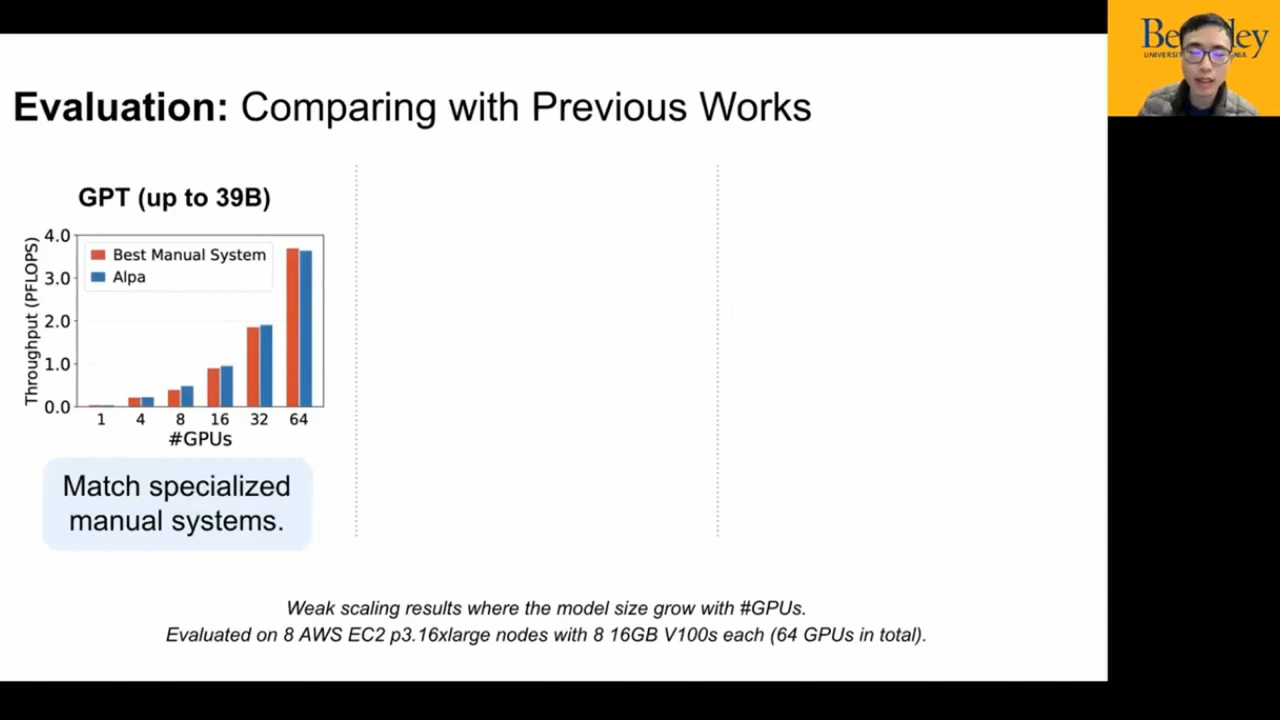 Evaluation: Comparing with Previous Works
GPT (up to 39B)
Throughput (PFLOPS)
4.0
3.0
2.0
1.0
0.0
Best Manual System
Alpa
1 4 8 16 32 64
#GPUs
Match specialized
manual systems.
Weak scaling results where the model size grow with #GPUs.
Evaluated on 8 AWS EC2 p3.16xlarge nodes with 8 16GB V100s each (64 GPUs in total).